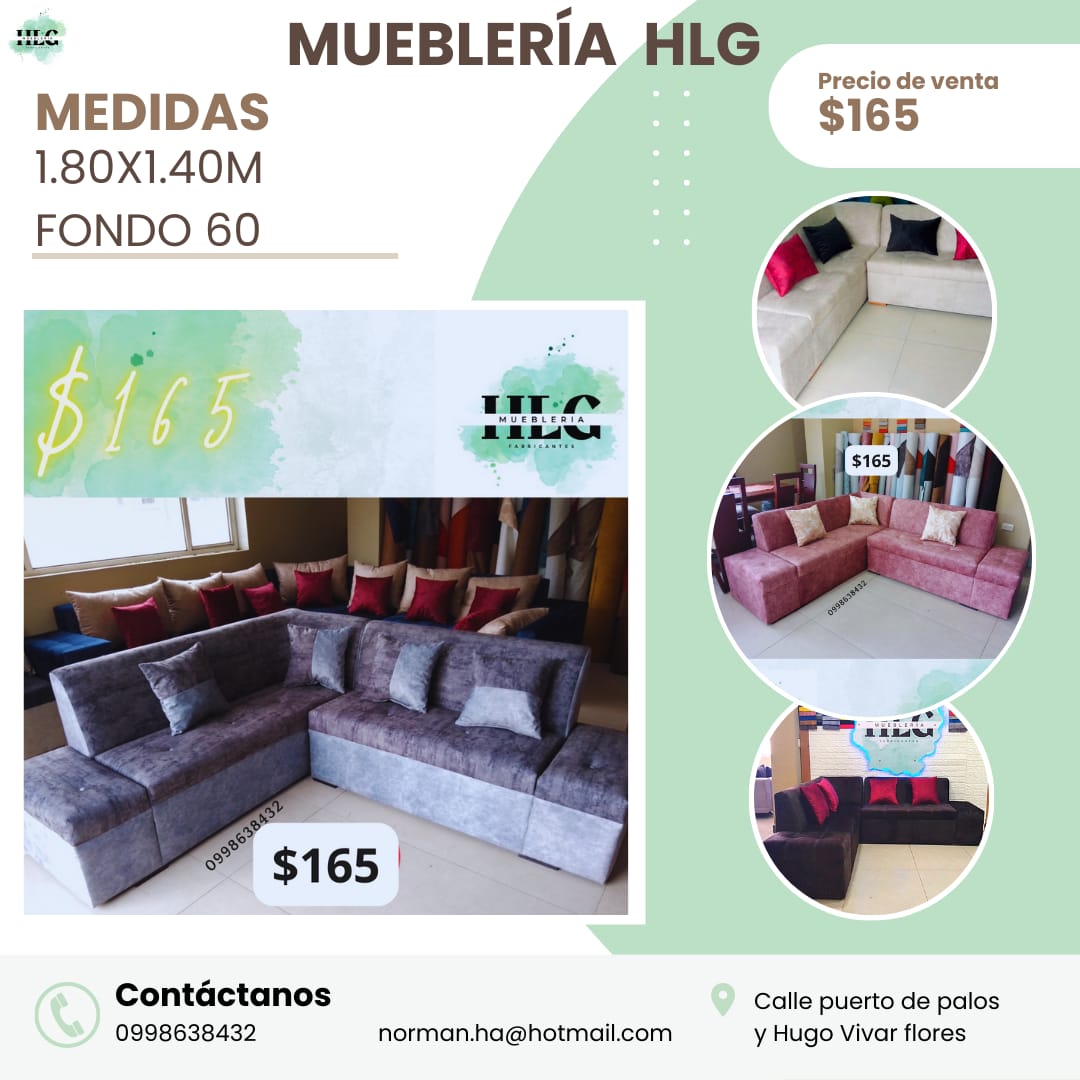 HLG
MUEBLERÍA HLG
MEDIDAS
1.80X1.40M
FONDO 60
Precio de venta
$165
$165
HLG
MUEBLERIA
FABRICANTES
$165
0998638432
0998638432
$165
HLG
MUEBLERIA
Contáctanos
0998638432
norman.ha@hotmail.com
Calle puerto de palos
y Hugo Vivar flores